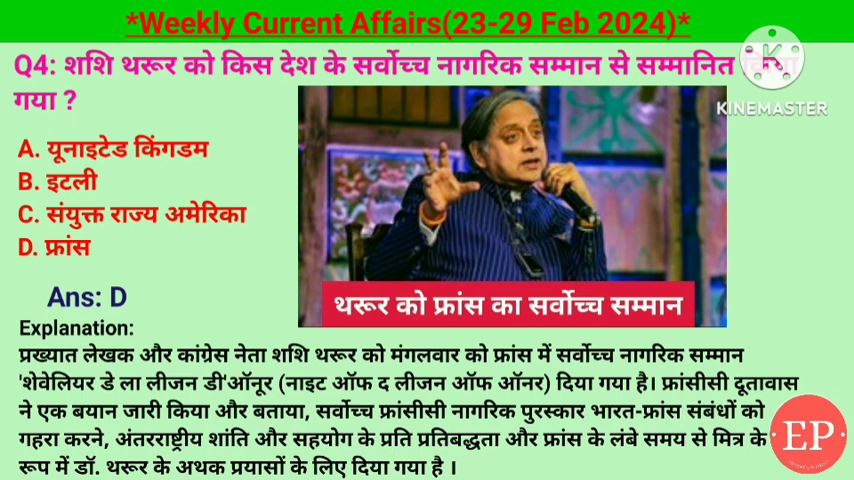 *Weekly Current Affairs(23-29 Feb 2024)*
Q4: शशि थरूर को किस देश के सर्वोच्च नागरिक सम्मान से सम्मानित किया
गया ?
KINEMASTER
A. यूनाइटेड किंगडम
B. इटली
C. संयुक्त राज्य अमेरिका
D. फ्रांस
Ans: D
थरूर को फ्रांस का सर्वोच्च सम्मान
Explanation:
प्रख्यात लेखक और कांग्रेस नेता शशि थरूर को मंगलवार को फ्रांस में सर्वोच्च नागरिक सम्मान
'शेवेलियर डे ला लीजन डी'ऑनूर (नाइट ऑफ द लीजन ऑफ ऑनर) दिया गया है। फ्रांसीसी दूतावास
ने एक बयान जारी किया और बताया, सर्वोच्च फ्रांसीसी नागरिक पुरस्कार भारत-फ्रांस संबंधों को
गहरा करने, अंतरराष्ट्रीय शांति और सहयोग के प्रति प्रतिबद्धता और फ्रांस के लंबे समय से मित्र के
रूप में डॉ. थरूर के अथक प्रयासों के लिए दिया गया है ।
EP